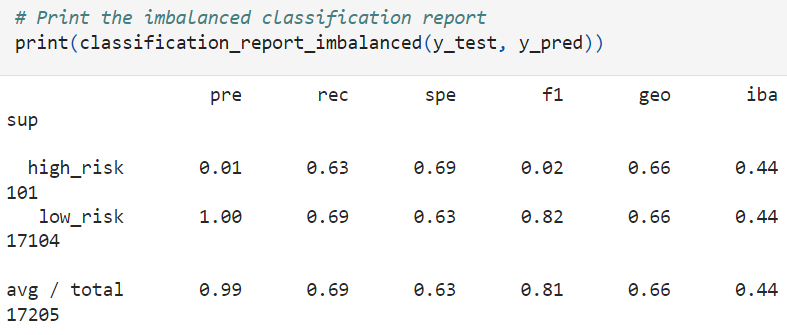 # Print the imbalanced classification report
print(classification_report_imbalanced(y_test, y_pred))
pre rec spe f1 geo iba
sup
high_risk 0.01 0.63 0.69 0.02 0.66 0.44
101
low_risk 1.00 0.69 0.63 0.82 0.66 0.44
17104
avg / total 0.99 0.69 0.63 0.81 0.66 0.44
17205